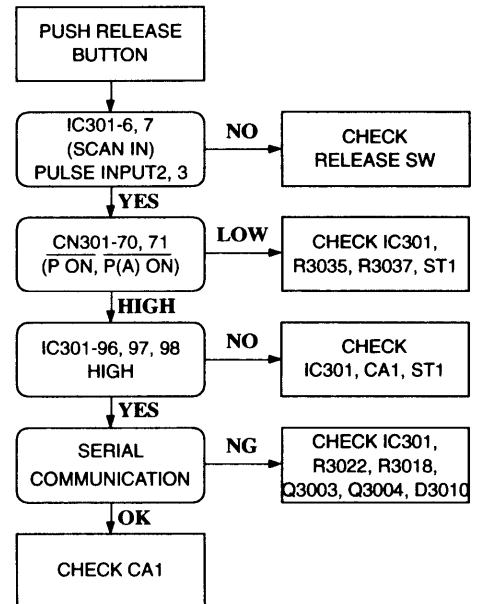 PUSH RELEASE
BUTTON
IC301-6, 7
(SCAN IN)
PULSE INPUT2, 3
NO
CHECK
RELEASE SW
YES
CN301-70, 71
(P ON, P(A) ON)
LOW
CHECK IC301,
R3035, R3037, ST1
HIGH
IC301-96, 97, 98
HIGH
NO
CHECK
IC301, CA1, ST1
YES
SERIAL
COMMUNICATION
NG
CHECK IC301,
R3022, R3018,
Q3003, Q3004, D3010
OK
CHECK CA1